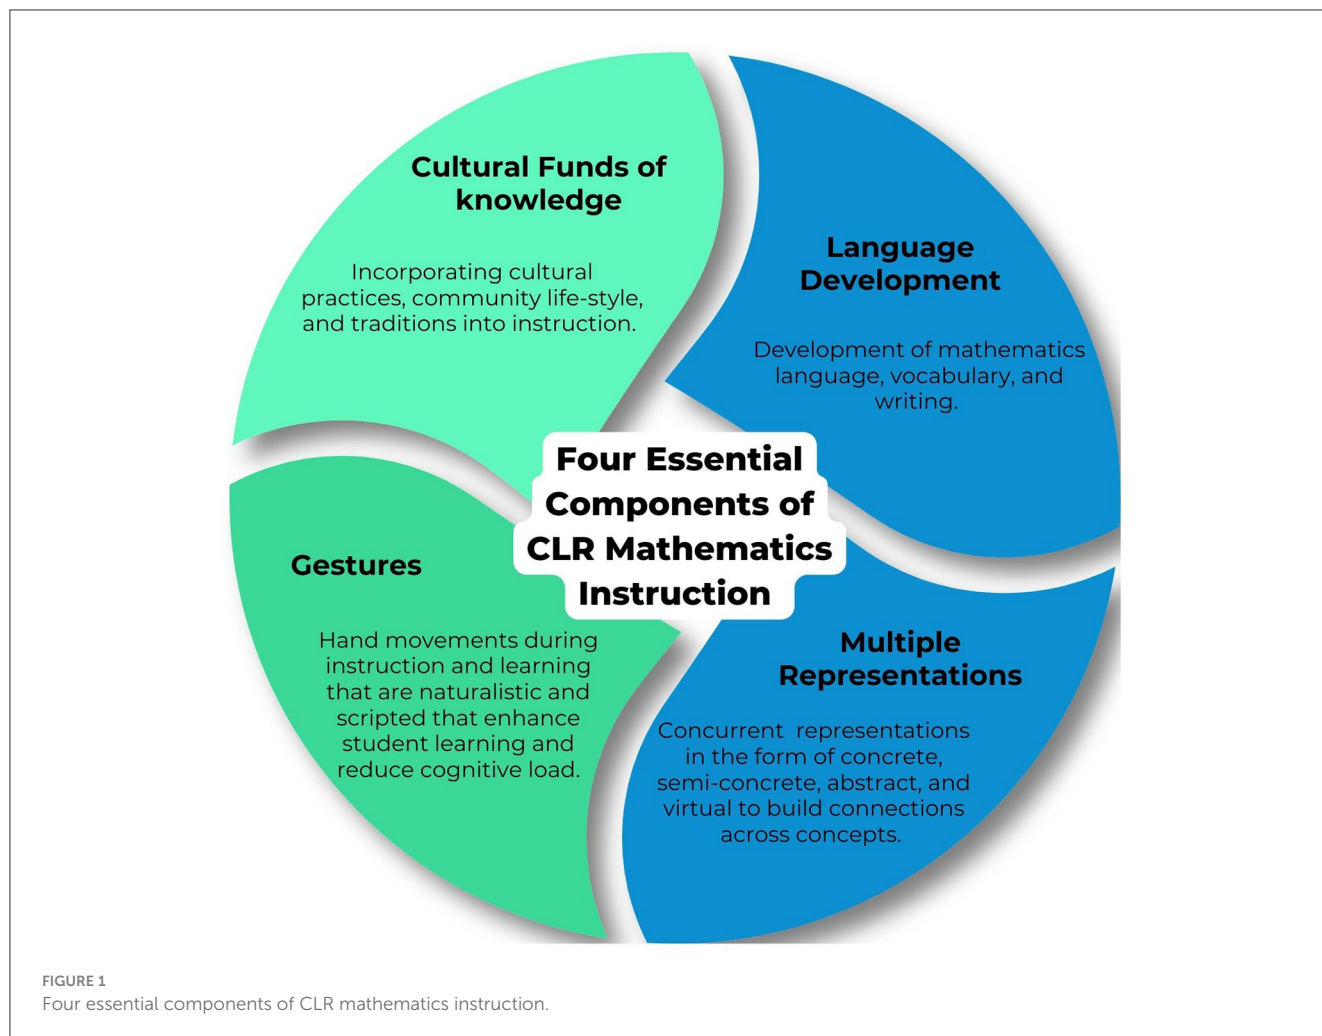 Cultural Funds of
knowledge
Incorporating cultural
practices, community life-style,
and traditions into instruction.
Language
Development
Development of mathematics
language, vocabulary, and
writing.
Four Essential
Components of
CLR Mathematics
Instruction
Gestures
Hand movements during
instruction and learning
that are naturalistic and
scripted that enhance
student learning and
reduce cognitive load.
Multiple
Representations
Concurrent  representations
in the form of concrete,
semi-concrete, abstract, and
virtual to build connections
across concepts.
FIGURE 1
Four essential components of CLR mathematics instruction.